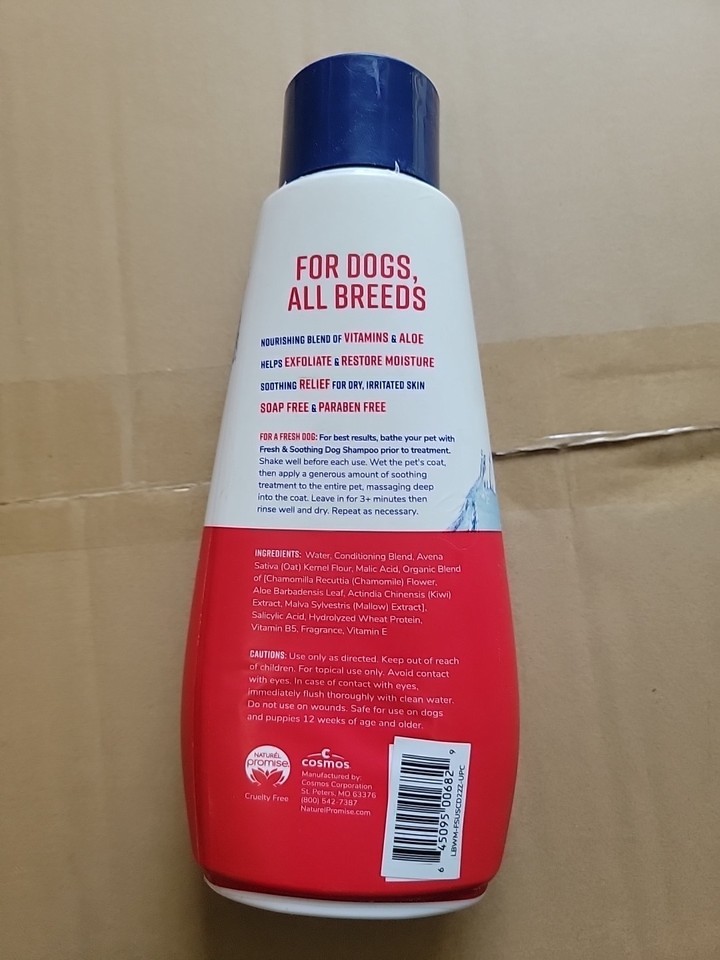 FOR DOGS,
ALL BREEDS
NOURISHING BLEND OF VITAMINS & ALOE
HELPS EXFOLIATE & RESTORE MOISTURE
SOOTHING RELIEF FOR DRY, IRRITATED SKIN
SOAP FREE & PARABEN FREE
FOR A FRESH DOG: For best results, bathe your pet with
Fresh & Soothing Dog Shampoo prior to treatment.
Shake well before each use. Wet the pet's coat,
then apply a generous amount of soothing
treatment to the entire pet, massaging deep
into the coat. Leave in for 3+ minutes then
rinse well and dry. Repeat as necessary.
INGREDIENTS: Water, Conditioning Blend, Avena
Sativa (Oat) Kernel Flour, Malic Acid, Organic Blend
of [Chamomilla Recuttia (Chamomile) Flower,
Aloe Barbadensis Leaf, Actindia Chinensis (Kiwi)
Extract, Malva Sylvestris (Mallow) Extract],
Salicylic Acid, Hydrolyzed Wheat Protein,
Vitamin B5, Fragrance, Vitamin E
CAUTIONS: Use only as directed. Keep out of reach
of children. For topical use only. Avoid contact
with eyes. In case of contact with eyes,
immediately flush thoroughly with clean water.
Do not use on wounds. Safe for use on dogs
and puppies 12 weeks of age and older.
NATURÉL
promise.
Cruelty Free
C
COSMOS
Manufactured by:
Cosmos Corporation
St. Peters, MO 63376
(800) 542-7387
NaturelPromise.com
6 45095 00682 9
LBWM-FSUSCD22Z-UPC